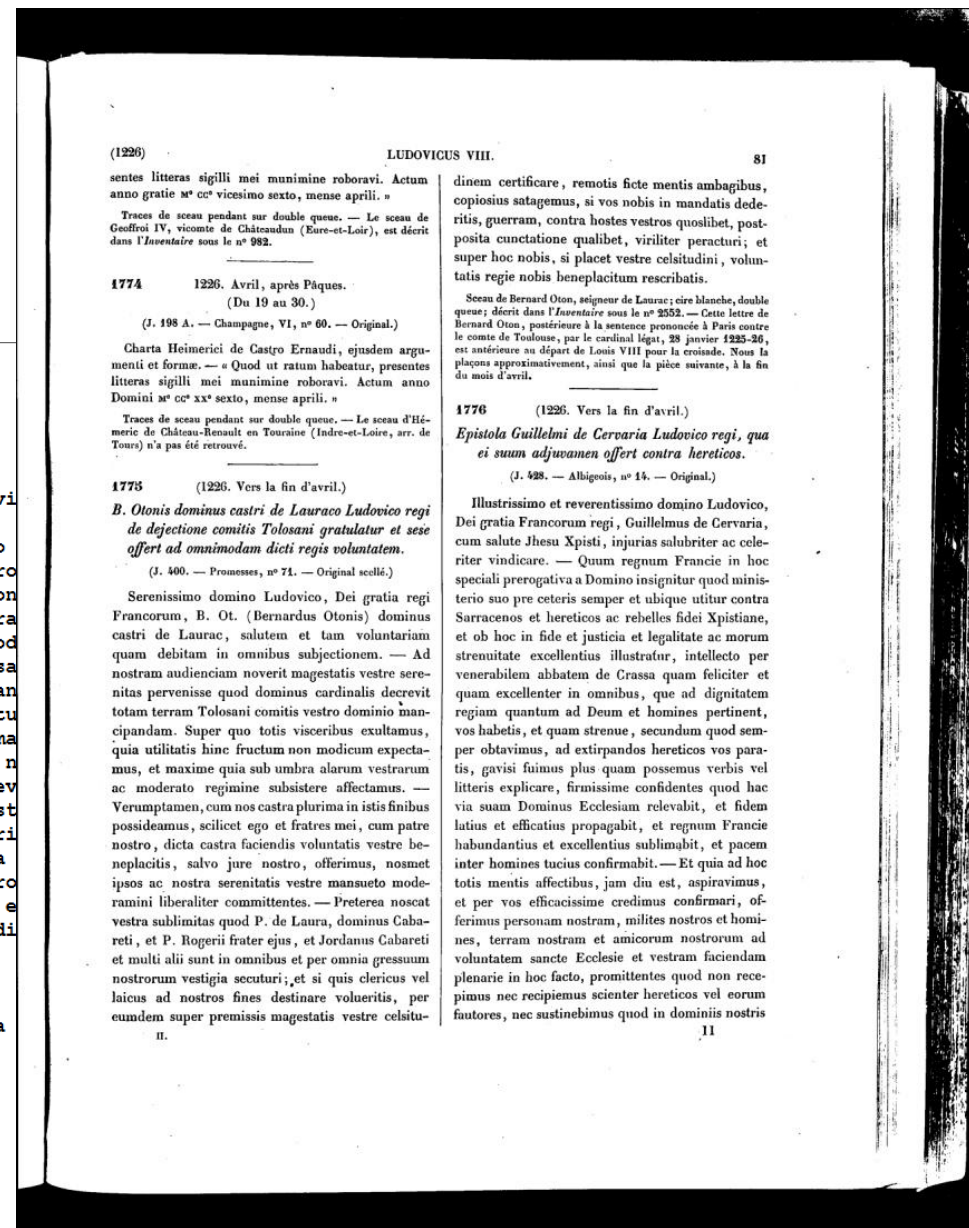 (1226)
LUDOVICUS VIII.
81
sentes litteras sigilli mei munimine roboravi. Actum
anno gratie Mº CCº vicesimo sexto, mense aprili. »
Traces de sceau pendant sur double queue. — Le sceau de
Geoffroi IV, vicomte de Châteaudun (Eure-et-Loir), est décrit
dans l'Inventaire sous le nº 982.
1774 1226. Avril, après Pâques.
(Du 19 au 30.)
(J. 198 A. — Champagne, VI, nº 60. — Original.)
Charta Heimerici de Castro Ernaudi, ejusdem argu-
menti et formæ. — « Quod ut ratum habeatur, presentes
litteras sigilli mei munimine roboravi. Actum anno
Domini Mº CCº XXº sexto, mense aprili. »
Traces de sceau pendant sur double queue. — Le sceau d'Hé-
meric de Château-Renault en Touraine (Indre-et-Loire, arr. de
Tours) n'a pas été retrouvé.
1775 (1226. Vers la fin d'avril.)
B. Otonis dominus castri de Lauraco Ludovico regi
de dejectione comitis Tolosani gratulatur et sese
offert ad omnimodam dicti regis voluntatem.
(J. 400. — Promesses, nº 71. — Original scellé.)
Serenissimo domino Ludovico, Dei gratia regi
Francorum, B. Ot. (Bernardus Otonis) dominus
castri de Laurac, salutem et tam voluntariam
quam debitam in omnibus subjectionem. — Ad
nostram audienciam noverit magestatis vestre sere-
nitas pervenisse quod dominus cardinalis decrevit
totam terram Tolosani comitis vestro dominio man-
cipandam. Super quo totis visceribus exultamus,
quia utilitatis hinc fructum non modicum expecta-
mus, et maxime quia sub umbra alarum vestrarum
ac moderato regimine subsistere affectamus. —
Verumptamen, cum nos castra plurima in istis finibus
possideamus, scilicet ego et fratres mei, cum patre
nostro, dicta castra faciendis voluntatis vestre be-
neplacitis, salvo jure nostro, offerimus, nosmet
ipsos ac nostra serenitatis vestre mansueto mode-
ramini liberaliter committentes. — Preterea noscat
vestra sublimitas quod P. de Laura, dominus Caba-
reti, et P. Rogerii frater ejus, et Jordanus Cabareti
et multi alii sunt in omnibus et per omnia gressuum
nostrorum vestigia secuturi; et si quis clericus vel
laicus ad nostros fines destinare volueritis, per
eumdem super premissis magestatis vestre celsitu-
II.
dinem certificare, remotis ficte mentis ambagibus,
copiosius satagemus, si vos nobis in mandatis dede-
ritis, guerram, contra hostes vestros quoslibet, post-
posita cunctatione qualibet, viriliter peracturi; et
super hoc nobis, si placet vestre celsitudini, volun-
tatis regie nobis beneplacitum rescribatis.
Sceau de Bernard Oton, seigneur de Laurac; cire blanche, double
queue; décrit dans l'Inventaire sous le nº 2552. — Cette lettre de
Bernard Oton, postérieure à la sentence prononcée à Paris contre
le comte de Toulouse, par le cardinal légat, 28 janvier 1225-26,
est antérieure au départ de Louis VIII pour la croisade. Nous la
plaçons approximativement, ainsi que la pièce suivante, à la fin
du mois d'avril.
1776 (1226. Vers la fin d'avril.)
Epistola Guillelmi de Cervaria Ludovico regi, qua
ei suum adjuvamen offert contra hereticos.
(J. 428. — Albigeois, nº 14. — Original.)
Illustrissimo et reverentissimo domino Ludovico,
Dei gratia Francorum regi, Guillelmus de Cervaria,
cum salute Jhesu Xpisti, injurias salubriter ac cele-
riter vindicare. — Quum regnum Francie in hoc
speciali prerogativa a Domino insignitur quod minis-
terio suo pre ceteris semper et ubique utitur contra
Sarracenos et hereticos ac rebelles fidei Xpistiane,
et ob hoc in fide et justicia et legalitate ac morum
strenuitate excellentius illustratur, intellecto per
venerabilem abbatem de Crassa quam feliciter et
quam excellenter in omnibus, que ad dignitatem
regiam quantum ad Deum et homines pertinent,
vos habetis, et quam strenue, secundum quod sem-
per obtavimus, ad extirpandos hereticos vos para-
tis, gavisi fuimus plus quam possemus verbis vel
litteris explicare, firmissime confidentes quod hac
via suam Dominus Ecclesiam relevabit, et fidem
latius et efficatius propagabit, et regnum Francie
habundantius et excellentius sublimabit, et pacem
inter homines tucius confirmabit. — Et quia ad hoc
totis mentis affectibus, jam diu est, aspiravimus,
et per vos efficacissime credimus confirmari, of-
ferimus personam nostram, milites nostros et homi-
nes, terram nostram et amicorum nostrorum ad
voluntatem sancte Ecclesie et vestram faciendam
plenarie in hoc facto, promittentes quod non rece-
pimus nec recipiemus scienter hereticos vel eorum
fautores, nec sustinebimus quod in dominiis nostris
11